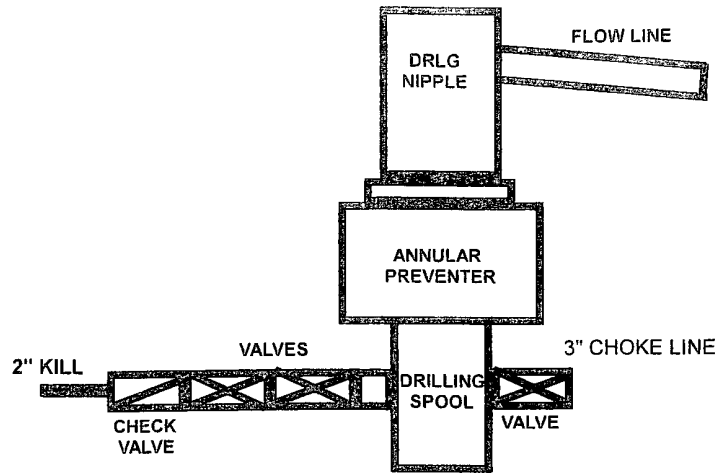 FLOW LINE
DRLG
NIPPLE
ANNULAR
PREVENTER
VALVES
3" CHOKE LINE
2" KILL
DRILLING
SPOOL
CHECK
VALVE
VALVE